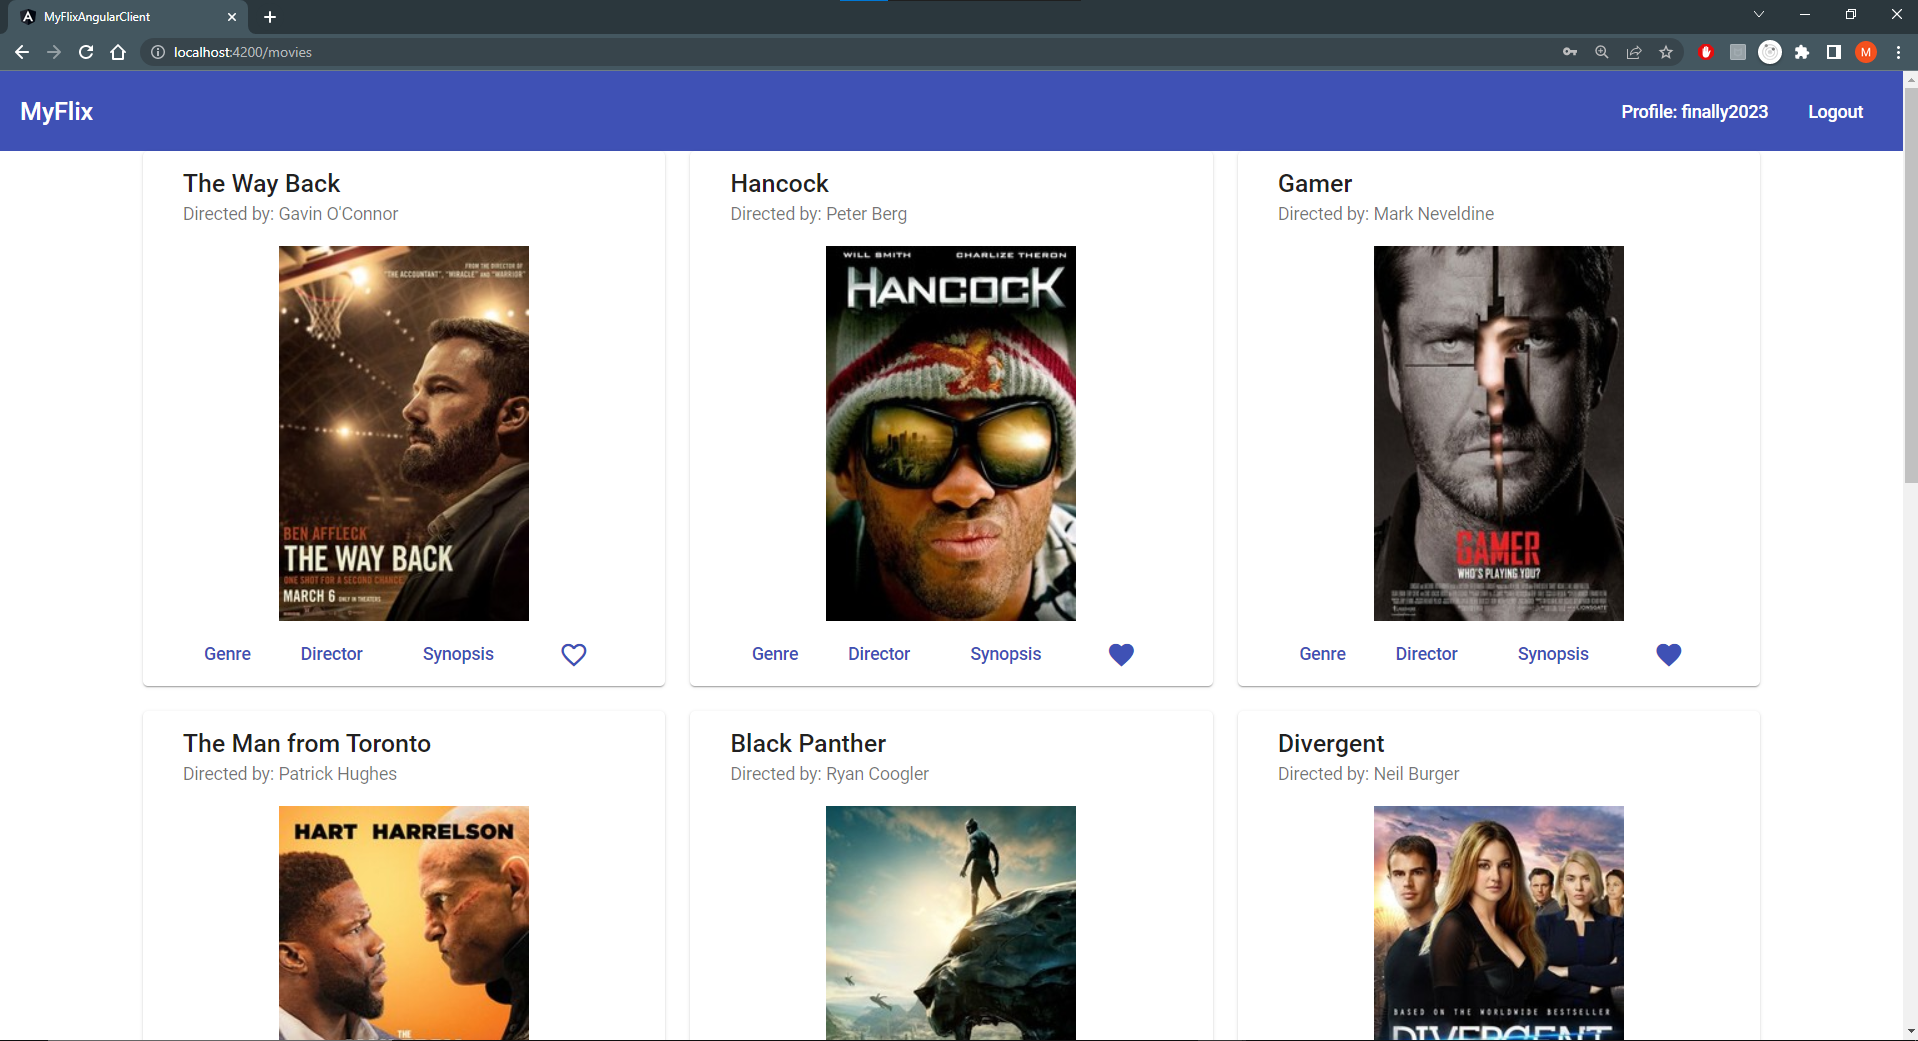 MyFlixAngularClient
localhost:4200/movies
M
MyFlix
Profile: finally2023
Logout
The Way Back
Directed by: Gavin O'Connor
FROM THE DIRECTOR OF
"THE ACCOUNTANT", "MIRACLE" AND "WARRIOR"
BEN AFFLECK
THE WAY BACK
ONE SHOT FOR A SECOND CHANCE.
MARCH 6 ONLY IN THEATERS
Genre
Director
Synopsis
Hancock
Directed by: Peter Berg
WILL SMITH CHARLIZE THERON
HANCOCK
Genre
Director
Synopsis
Gamer
Directed by: Mark Neveldine
GAMER
WHO'S PLAYING YOU?
LIONSGATE
Genre
Director
Synopsis
The Man from Toronto
Directed by: Patrick Hughes
HART HARRELSON
THE
Black Panther
Directed by: Ryan Coogler
Divergent
Directed by: Neil Burger
BASED ON THE WORLDWIDE BESTSELLER
DIVERGENT